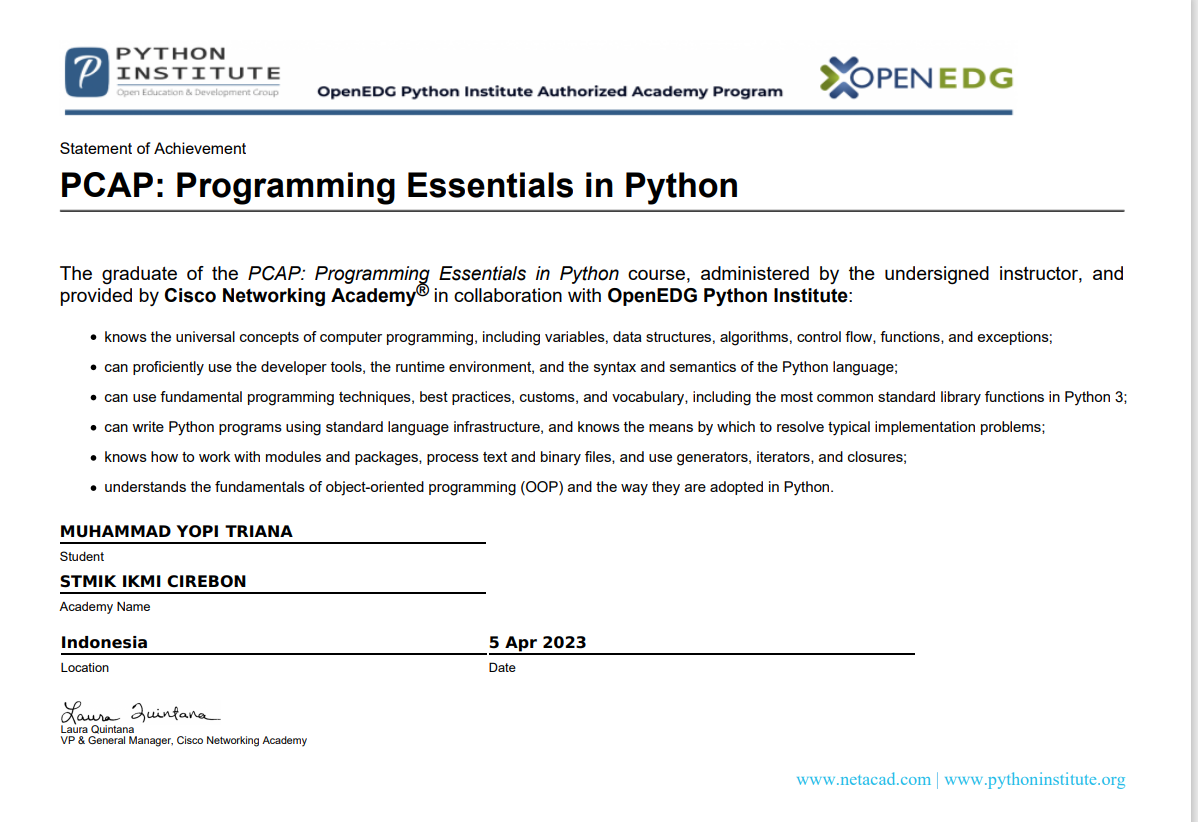 PYTHON
INSTITUTE
Open Education & Development Group
OpenEDG Python Institute Authorized Academy Program
OPENEDG
Statement of Achievement
PCAP: Programming Essentials in Python
The graduate of the PCAP: Programming Essentials in Python course, administered by the undersigned instructor, and
provided by Cisco Networking Academy® in collaboration with OpenEDG Python Institute:
• knows the universal concepts of computer programming, including variables, data structures, algorithms, control flow, functions, and exceptions;
• can proficiently use the developer tools, the runtime environment, and the syntax and semantics of the Python language;
• can use fundamental programming techniques, best practices, customs, and vocabulary, including the most common standard library functions in Python 3;
• can write Python programs using standard language infrastructure, and knows the means by which to resolve typical implementation problems;
• knows how to work with modules and packages, process text and binary files, and use generators, iterators, and closures;
• understands the fundamentals of object-oriented programming (OOP) and the way they are adopted in Python.
MUHAMMAD YOPI TRIANA
Student
STMIK IKMI CIREBON
Academy Name
Indonesia 5 Apr 2023
Location Date
Laura Quintana
Laura Quintana
VP & General Manager, Cisco Networking Academy
www.netacad.com | www.pythoninstitute.org